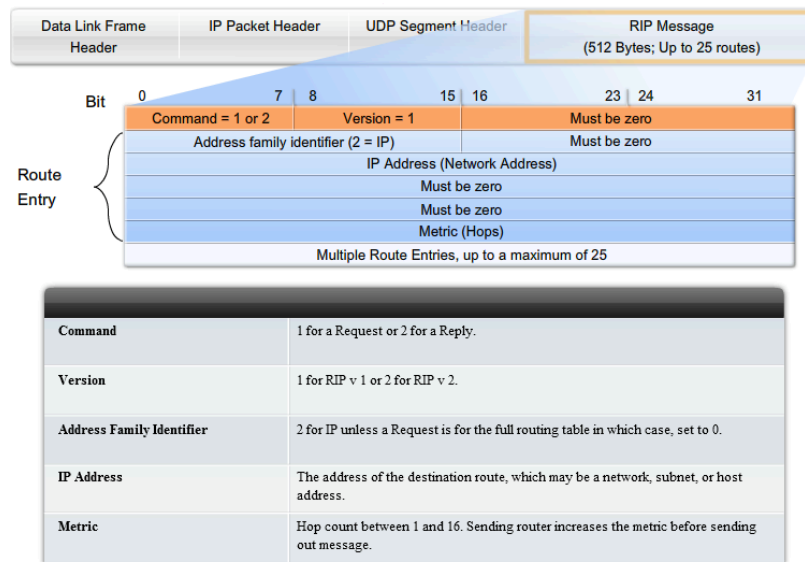 Data Link Frame Header
IP Packet Header
UDP Segment Header
RIP Message
(512 Bytes; Up to 25 routes)
Bit 0 7 8 15 16 23 24 31
Command = 1 or 2 Version = 1 Must be zero
Address family identifier (2 = IP) Must be zero
Route Entry
IP Address (Network Address)
Must be zero
Must be zero
Metric (Hops)
Multiple Route Entries, up to a maximum of 25
Command 1 for a Request or 2 for a Reply.
Version 1 for RIP v 1 or 2 for RIP v 2.
Address Family Identifier 2 for IP unless a Request is for the full routing table in which case, set to 0.
IP Address The address of the destination route, which may be a network, subnet, or host
address.
Metric Hop count between 1 and 16. Sending router increases the metric before sending
out message.